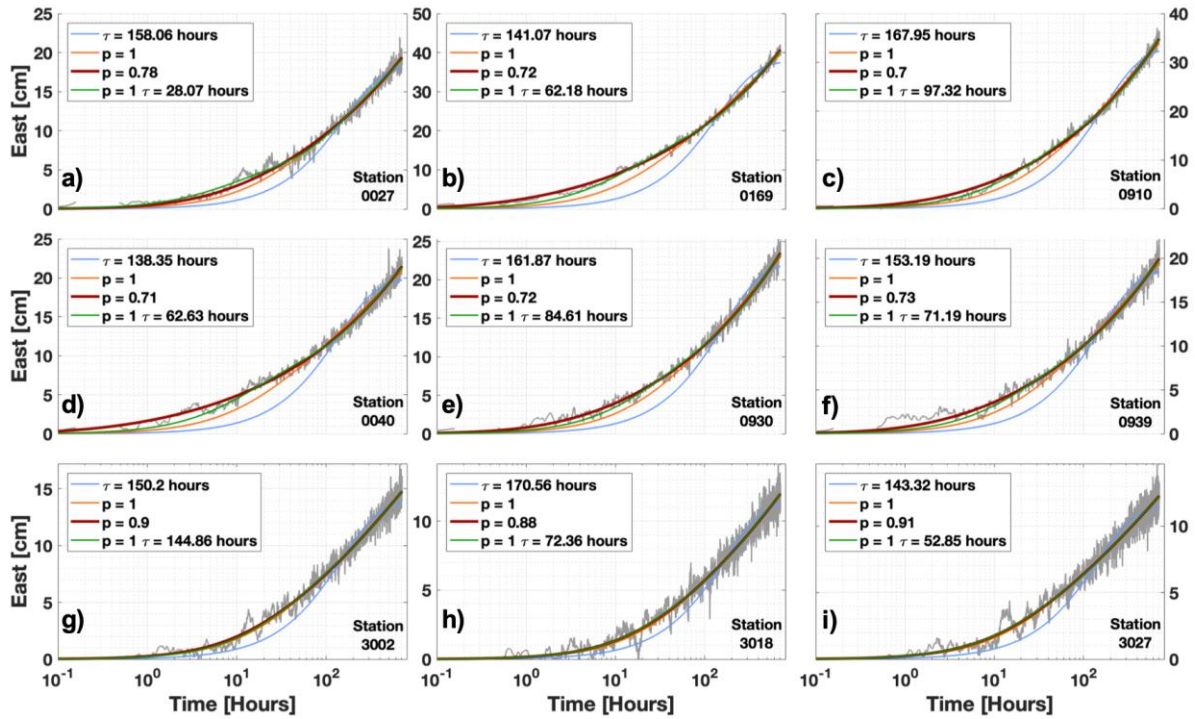 25
20
15
10
5
0
East [cm]
τ = 158.06 hours
p = 1
p = 0.78
p = 1 τ = 28.07 hours
a)
Station
0027
50
40
30
20
10
0
τ = 141.07 hours
p = 1
p = 0.72
p = 1 τ = 62.18 hours
b)
Station
0169
40
30
20
10
0
τ = 167.95 hours
p = 1
p = 0.7
p = 1 τ = 97.32 hours
c)
Station
0910
25
20
15
10
5
0
East [cm]
τ = 138.35 hours
p = 1
p = 0.71
p = 1 τ = 62.63 hours
d)
Station
0040
25
20
15
10
5
0
τ = 161.87 hours
p = 1
p = 0.72
p = 1 τ = 84.61 hours
e)
Station
0930
20
15
10
5
0
τ = 153.19 hours
p = 1
p = 0.73
p = 1 τ = 71.19 hours
f)
Station
0939
15
10
5
0
East [cm]
τ = 150.2 hours
p = 1
p = 0.9
p = 1 τ = 144.86 hours
g)
Station
3002
10⁻¹ 10⁰ 10¹ 10²
Time [Hours]
10
5
0
τ = 170.56 hours
p = 1
p = 0.88
p = 1 τ = 72.36 hours
h)
Station
3018
10⁻¹ 10⁰ 10¹ 10²
Time [Hours]
10
5
0
τ = 143.32 hours
p = 1
p = 0.91
p = 1 τ = 52.85 hours
i)
Station
3027
10⁻¹ 10⁰ 10¹ 10²
Time [Hours]